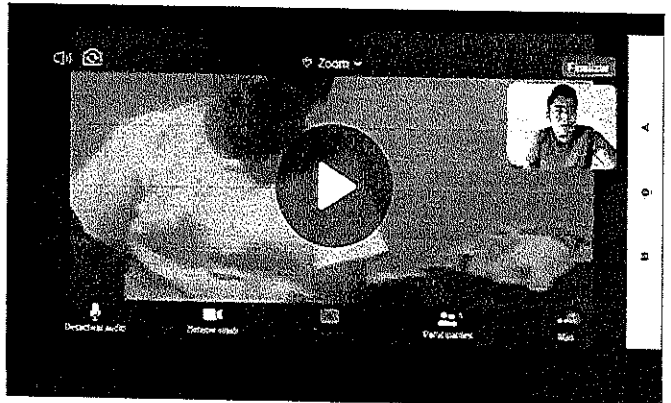 Zoom
Finalizar
Desactivar audio
Detener video
Participantes
Más